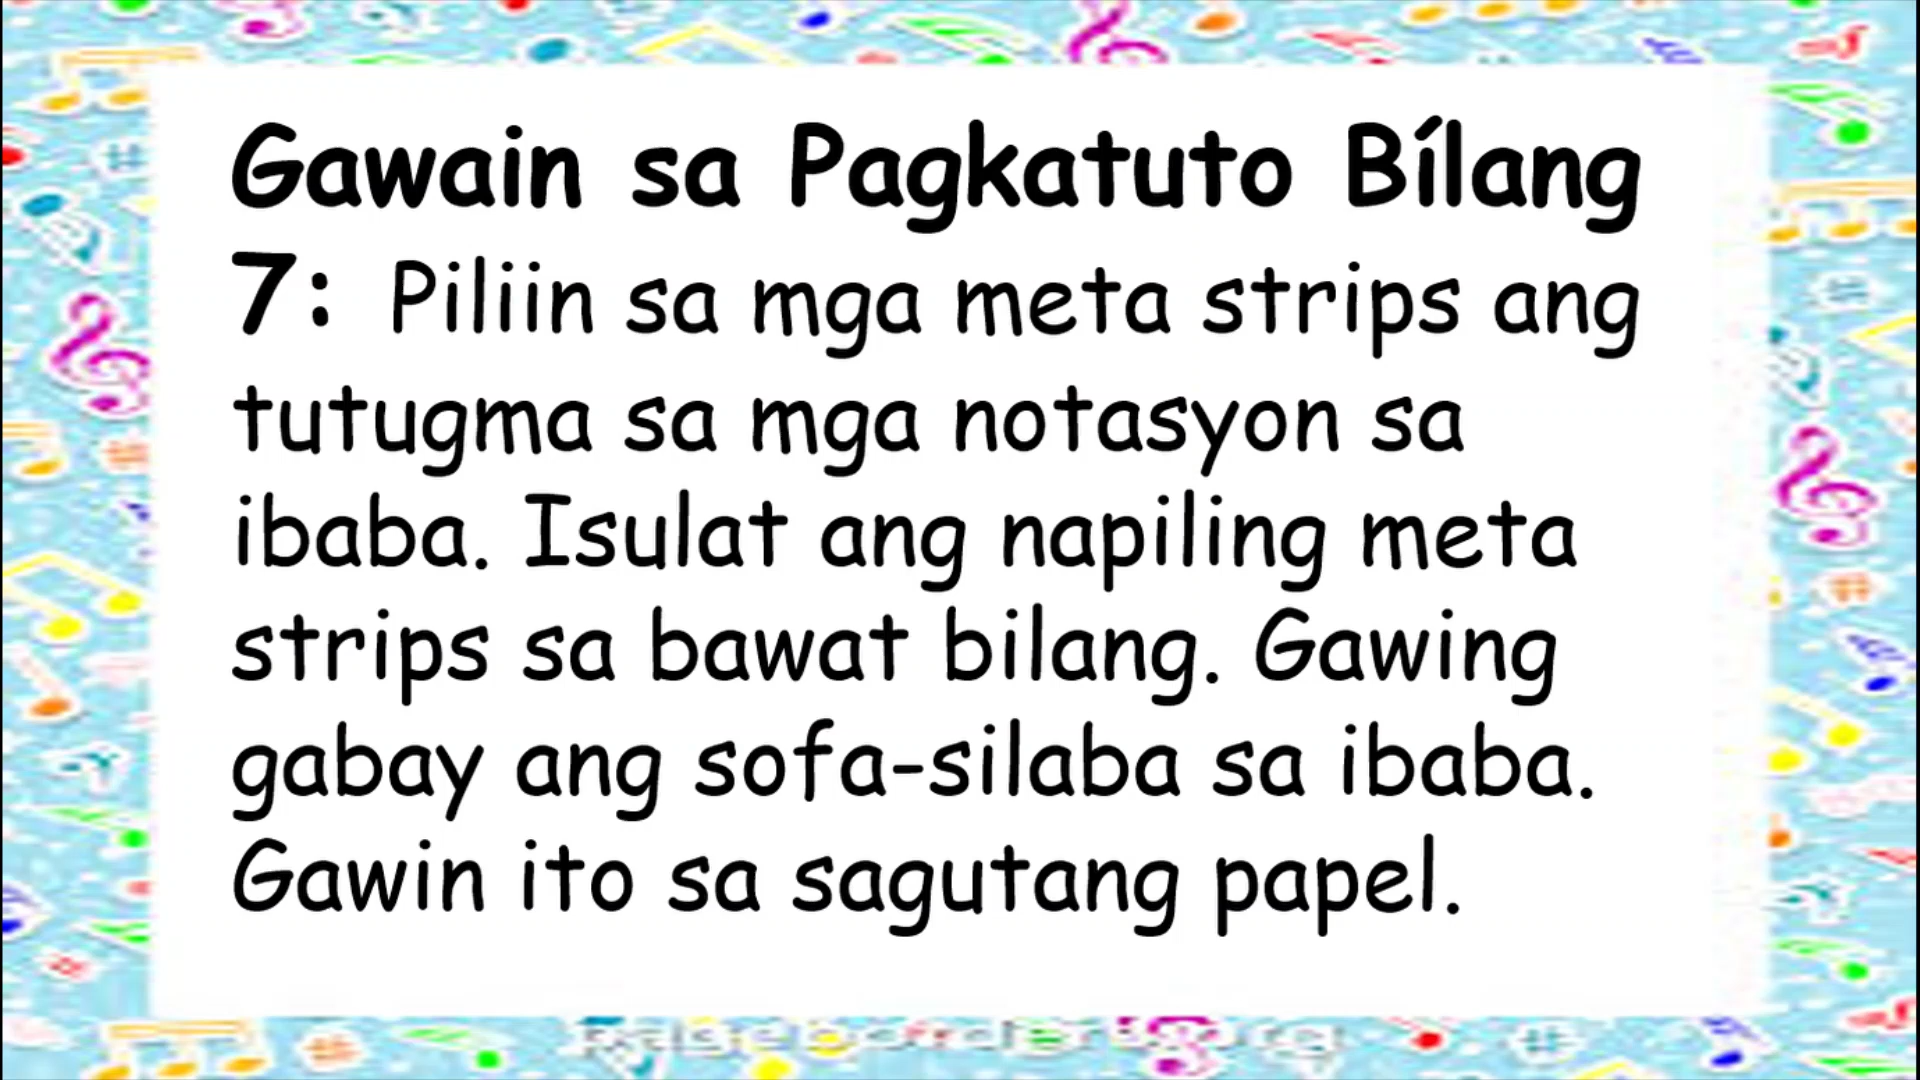 Gawain sa Pagkatuto Bílang
7: Piliin sa mga meta strips ang
tutugma sa mga notasyon sa
ibaba. Isulat ang napiling meta
strips sa bawat bilang. Gawing
gabay ang sofa-silaba sa ibaba.
Gawin ito sa sagutang papel.